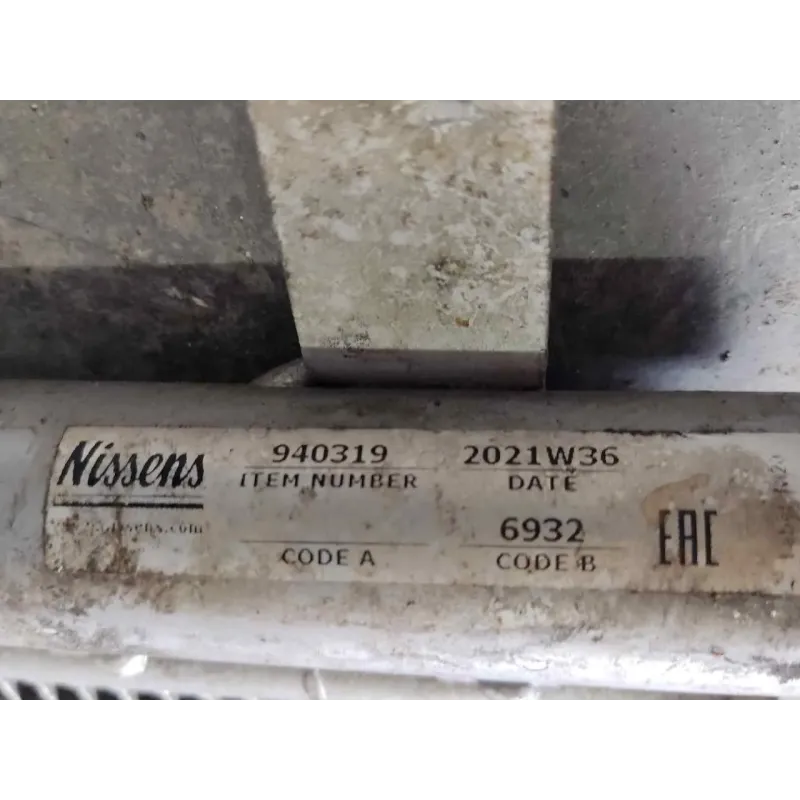 Nissens 940319 2021W36
ITEM NUMBER DATE
6932 EAC
CODE A CODE B